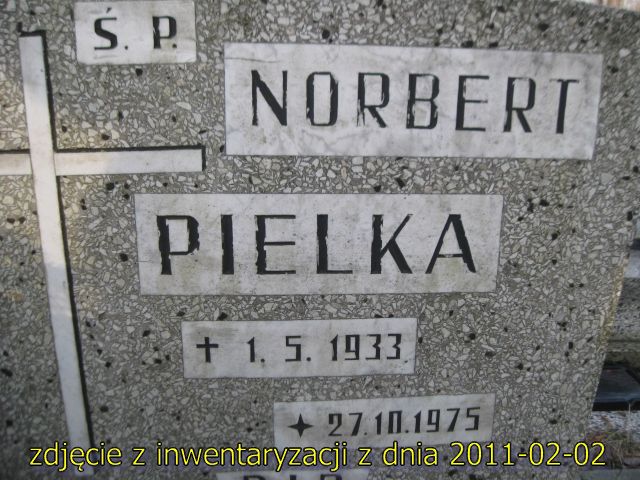 Ś. P.
NORBERT
PIELKA
✝ 1. 5. 1933
✦ 27.10.1975
zdjęcie z inwentaryzacji z dnia 2011-02-02